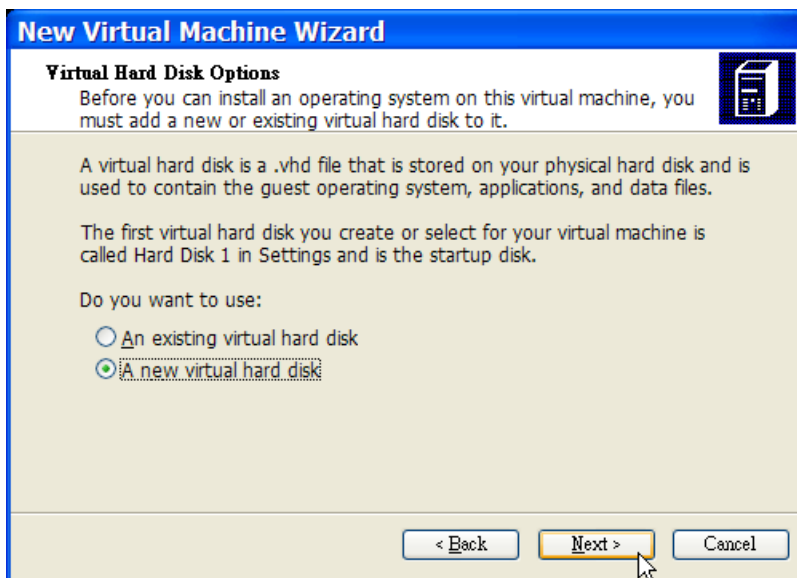 New Virtual Machine Wizard
Virtual Hard Disk Options
Before you can install an operating system on this virtual machine, you
must add a new or existing virtual hard disk to it.
A virtual hard disk is a .vhd file that is stored on your physical hard disk and is
used to contain the guest operating system, applications, and data files.
The first virtual hard disk you create or select for your virtual machine is
called Hard Disk 1 in Settings and is the startup disk.
Do you want to use:
An existing virtual hard disk
A new virtual hard disk
< Back
Next >
Cancel